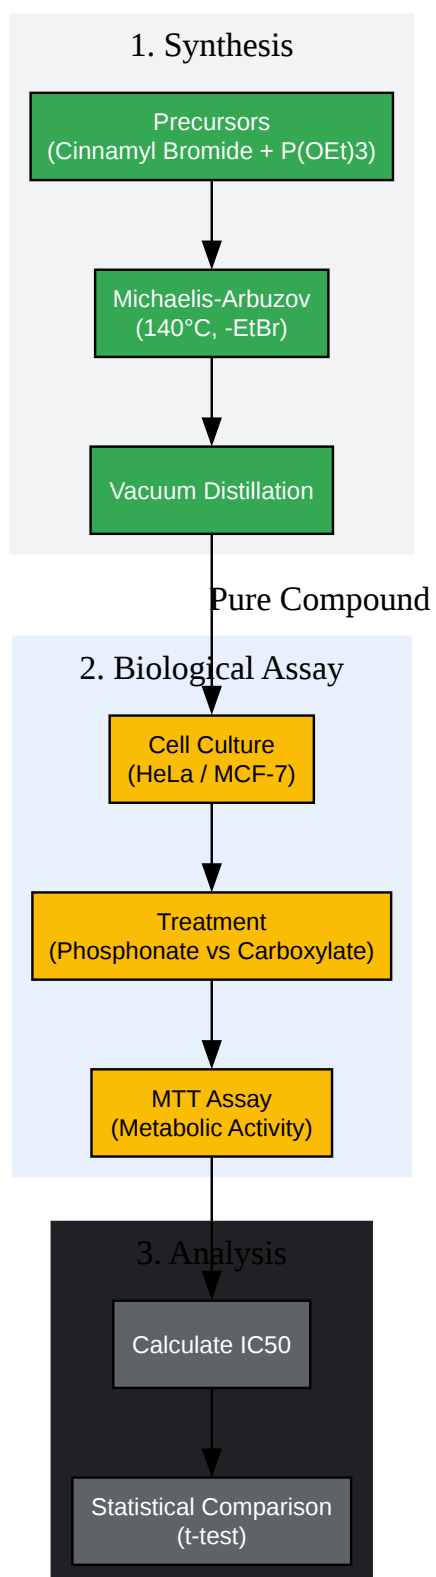 1. Synthesis
Precursors
(Cinnamyl Bromide + P(OEt)3)
Michaelis-Arbuzov
(140°C, -EtBr)
Vacuum Distillation
Pure Compound
2. Biological Assay
Cell Culture
(HeLa / MCF-7)
Treatment
(Phosphonate vs Carboxylate)
MTT Assay
(Metabolic Activity)
3. Analysis
Calculate IC50
Statistical Comparison
(t-test)